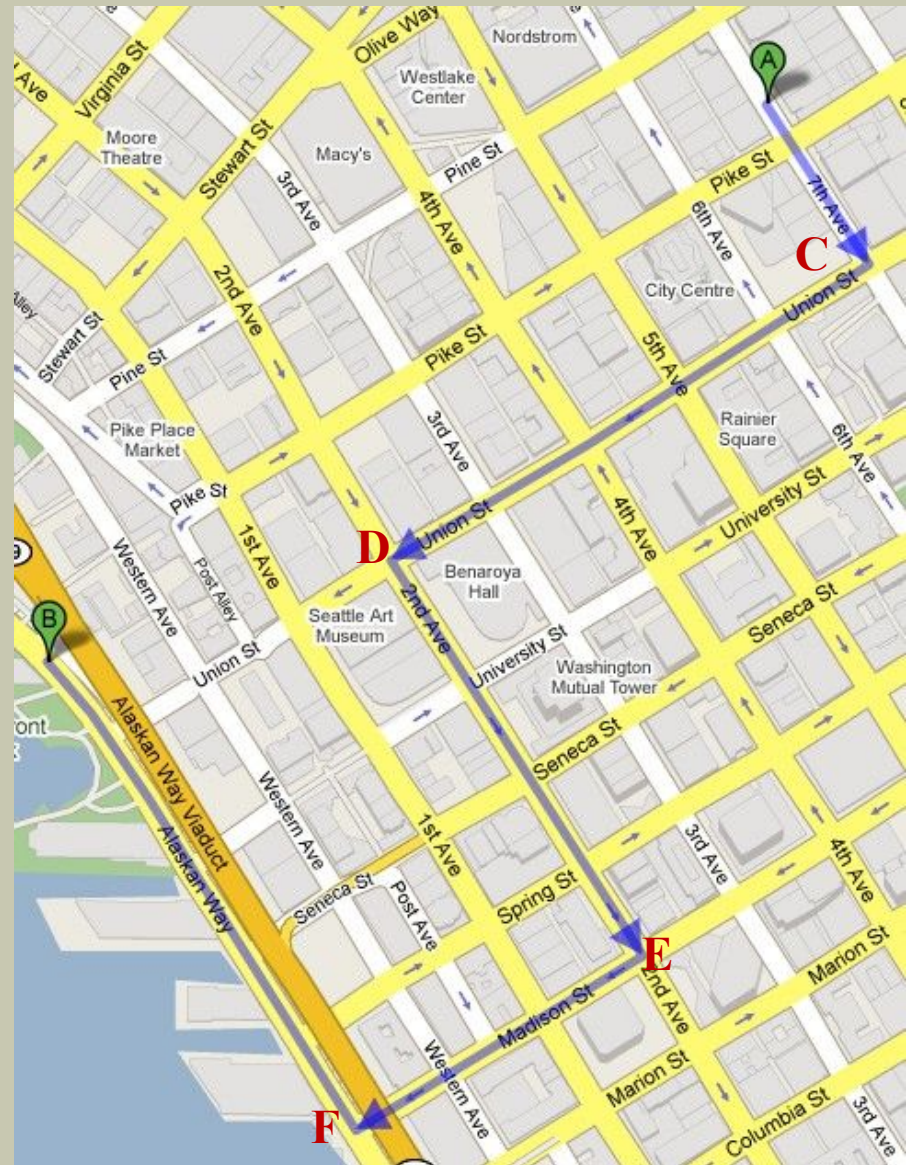 Olive Way
Nordstrom
A
Virginia St
Ave
Westlake
Center
Moore
Theatre
Stewart St
Macy's
Pine St
Pike St
3rd Ave
4th Ave
7th Ave
6th Ave
C
2nd Ave
City Centre
Union St
Alley
Stewart St
Pine St
Pike St
5th Ave
Rainier
Square
3rd Ave
6th Ave
Pike Place
Market
Pike St
Union St
4th Ave
University St
1st Ave
9
D
Western Ave
Post Alley
Benaroya
Hall
2nd Ave
Seneca St
B
Seattle Art
Museum
University St
Union St
Washington
Mutual Tower
Alaskan Way Viaduct
ont
Seneca St
Western Ave
1st Ave
3rd Ave
4th Ave
Alaskan Way
Seneca St
Post Ave
Spring St
E
2nd Ave
Marion St
Madison St
Western Ave
Marion St
3rd Ave
F
Columbia St